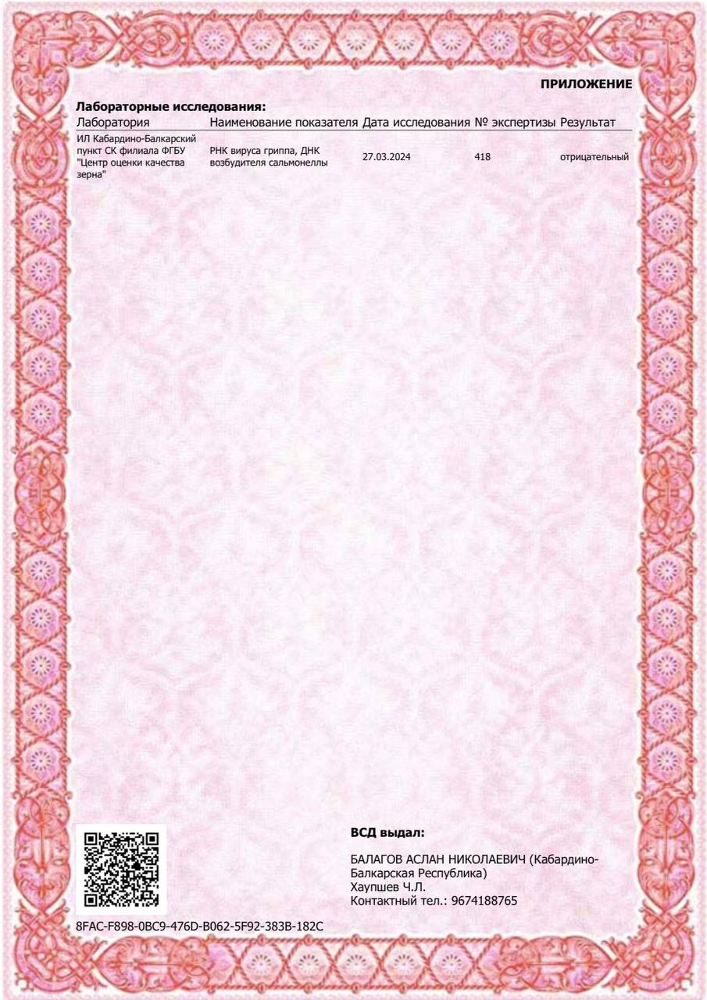 ПРИЛОЖЕНИЕ
Лабораторные исследования:
Лаборатория Наименование показателя Дата исследования № экспертизы Результат
ИЛ Кабардино-Балкарский
пункт СК филиала ФГБУ
"Центр оценки качества
зерна"
РНК вируса гриппа, ДНК
возбудителя сальмонеллы
27.03.2024
418
отрицательный
ВСД выдал:
БАЛАГОВ АСЛАН НИКОЛАЕВИЧ (Кабардино-
Балкарская Республика)
Хаупшев Ч.Л.
Контактный тел.: 9674188765
8FAC-F898-0BC9-476D-B062-5F92-383B-182C